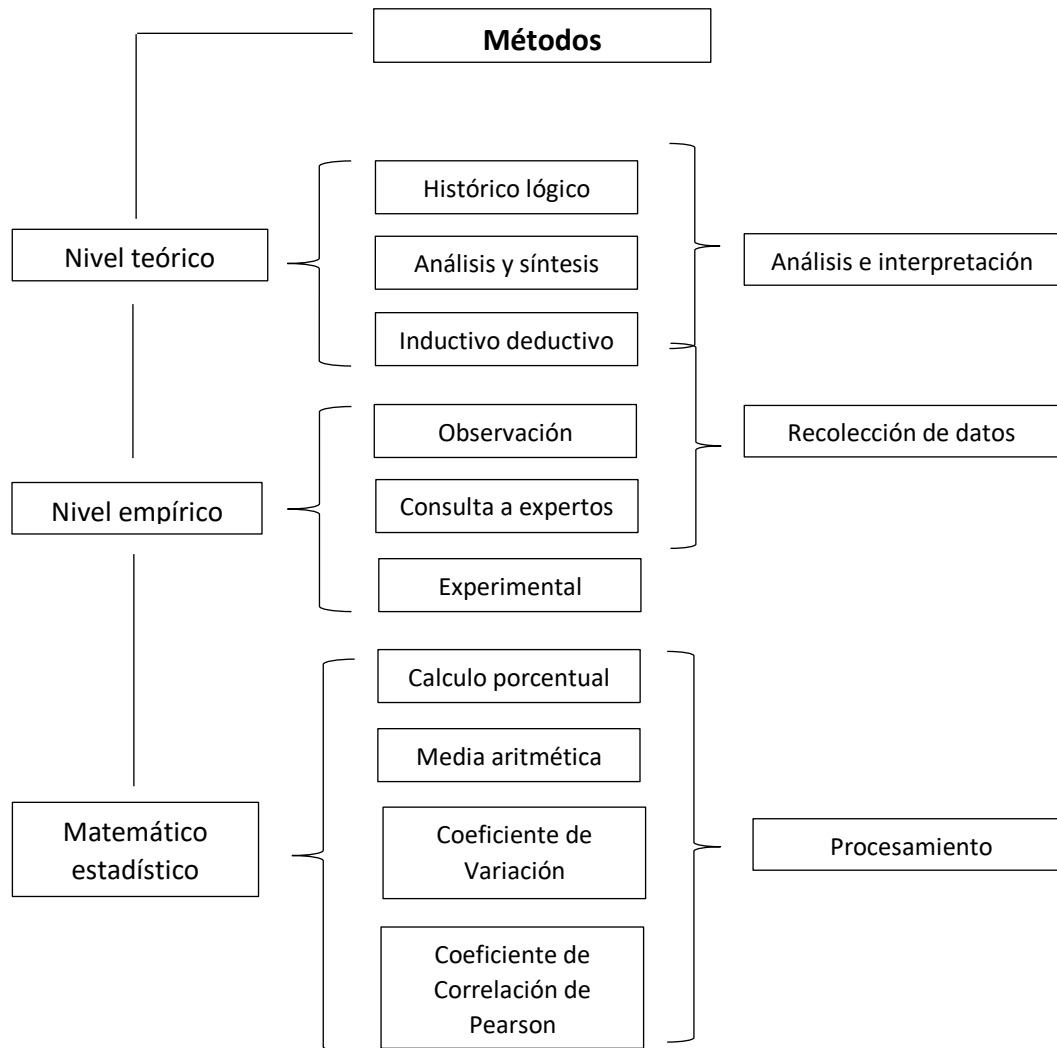 Métodos
Nivel teórico
Histórico lógico
Análisis y síntesis
Inductivo deductivo
Análisis e interpretación
Nivel empírico
Observación
Consulta a expertos
Experimental
Recolección de datos
Matemático
estadístico
Calculo porcentual
Media aritmética
Coeficiente de
Variación
Coeficiente de
Correlación de
Pearson
Procesamiento